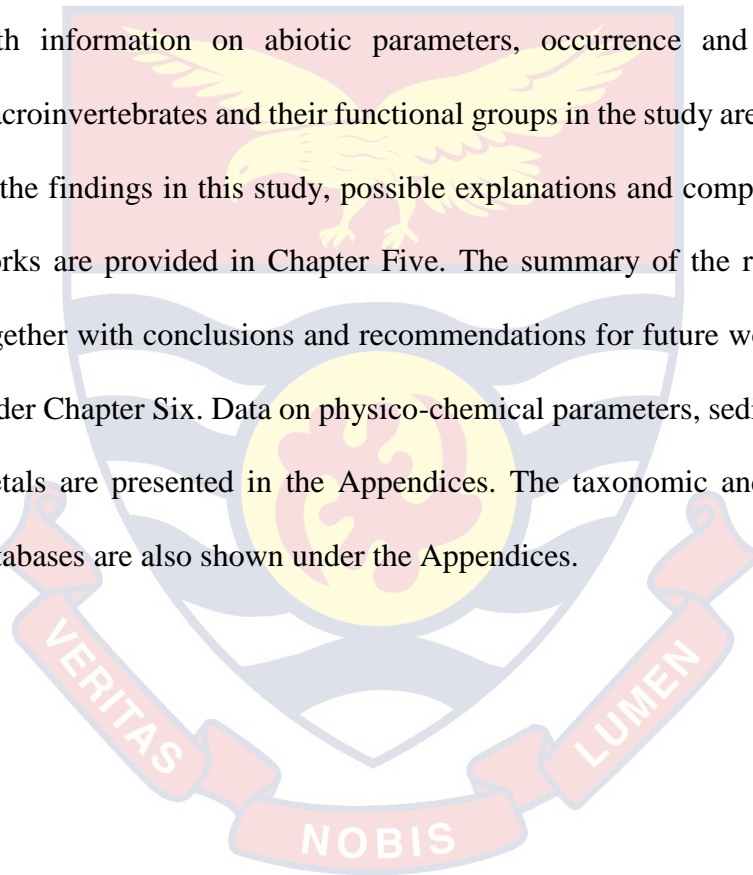 th information on abiotic parameters, occurrence and
acroinvertebrates and their functional groups in the study are
the findings in this study, possible explanations and comp
orks are provided in Chapter Five. The summary of the r
gether with conclusions and recommendations for future we
der Chapter Six. Data on physico-chemical parameters, sedi
etals are presented in the Appendices. The taxonomic and
tabases are also shown under the Appendices.
VERITAS
NOBIS
LUMEN